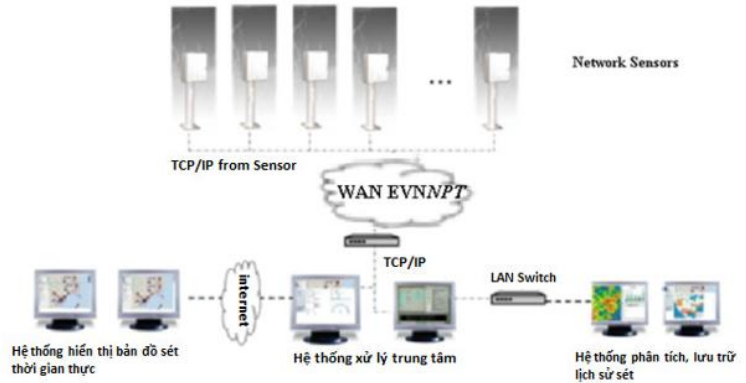 Network Sensors
...
TCP/IP from Sensor
WAN EVNNPT
TCP/IP
LAN Switch
internet
Hệ thống hiển thị bản đồ sét
thời gian thực
Hệ thống xử lý trung tâm
Hệ thống phân tích, lưu trữ
lịch sử sét